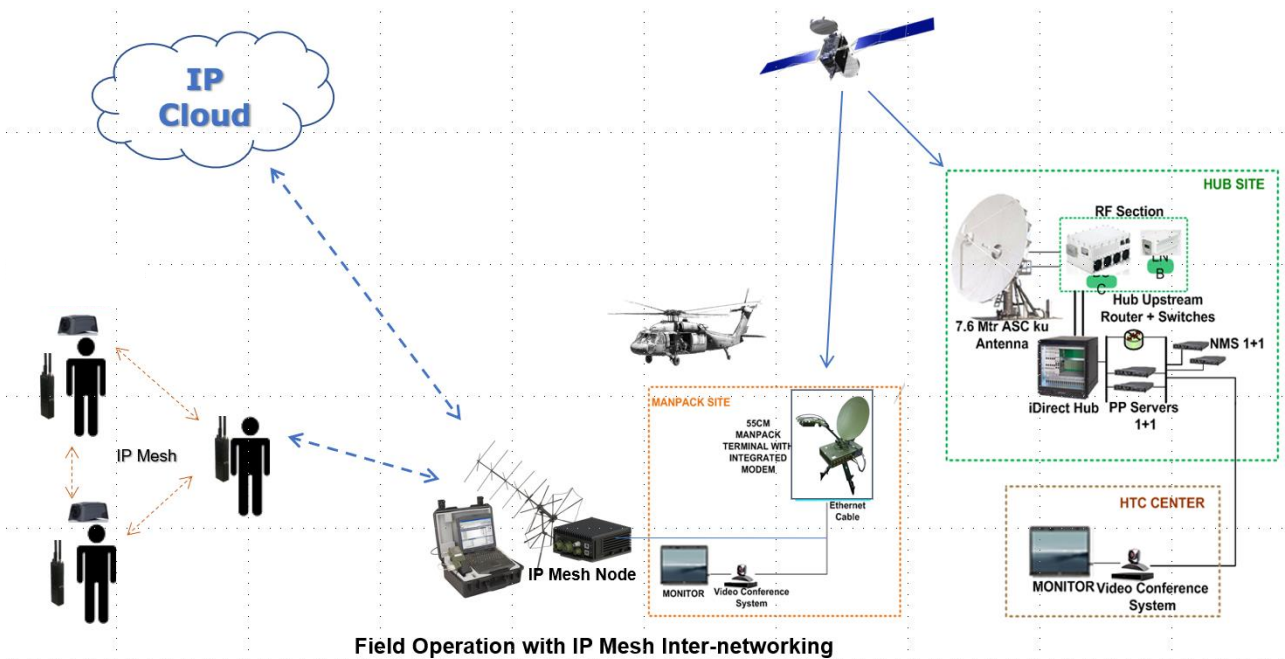 IP
Cloud
HUB SITE
RF Section
LN
B
C
Hub Upstream
Router + Switches
7.6 Mtr ASC ku
Antenna
NMS 1+1
iDirect Hub
PP Servers
1+1
MANPACK SITE
55CM
MANPACK
TERMINAL WITH
INTEGRATED
MODEM
Ethernet
Cable
IP Mesh
IP Mesh Node
MONITOR
Video Conference
System
HTC CENTER
MONITOR
Video Conference
System
Field Operation with IP Mesh Inter-networking